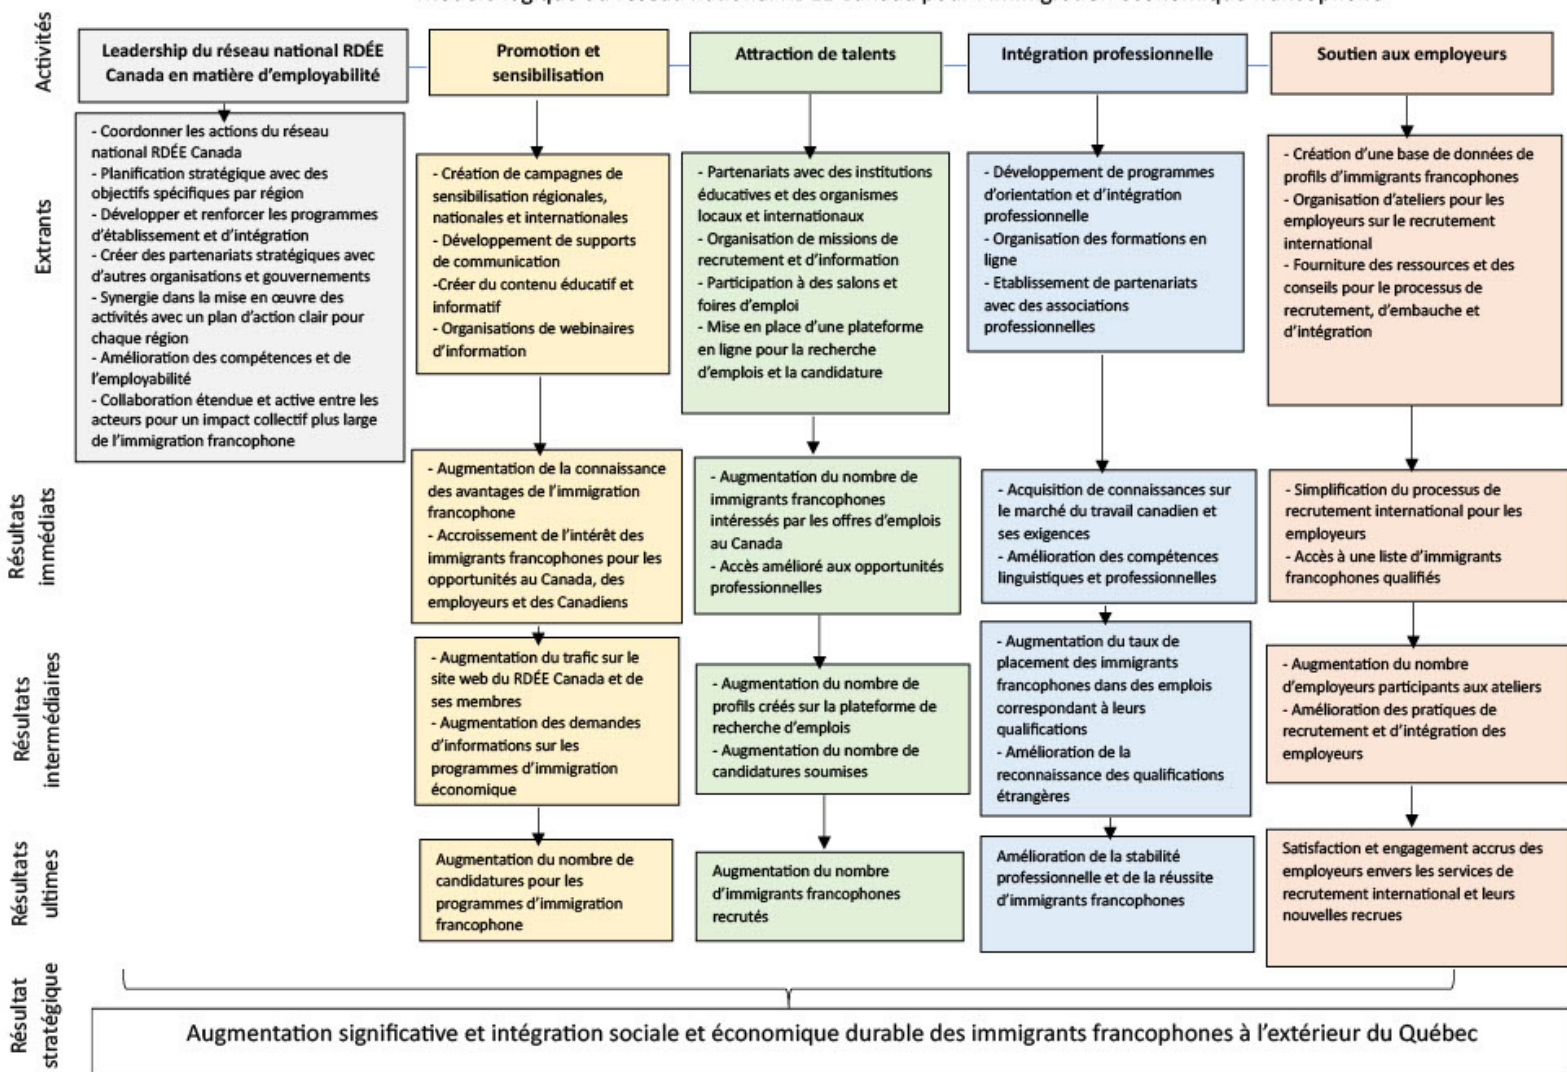 Modèle logique du réseau national RDÉE Canada pour l'immigration économique francophone
Activités
Leadership du réseau national RDÉE
Canada en matière d'employabilité
Promotion et
sensibilisation
Attraction de talents
Intégration professionnelle
Soutien aux employeurs
Extrants
- Coordonner les actions du réseau
national RDÉE Canada
- Planification stratégique avec des
objectifs spécifiques par région
- Développer et renforcer les programmes
d'établissement et d'intégration
- Créer des partenariats stratégiques avec
d'autres organisations et gouvernements
- Synergie dans la mise en œuvre des
activités avec un plan d'action clair pour
chaque région
- Amélioration des compétences et de
l'employabilité
- Collaboration étendue et active entre les
acteurs pour un impact collectif plus large
de l'immigration francophone
- Création de campagnes de
sensibilisation régionales,
nationales et internationales
- Développement de supports
de communication
-Créer du contenu éducatif et
informatif
- Organisations de webinaires
d'information
- Partenariats avec des institutions
éducatives et des organismes
locaux et internationaux
- Organisation de missions de
recrutement et d'information
- Participation à des salons et
foires d'emploi
- Mise en place d'une plateforme
en ligne pour la recherche
d'emplois et la candidature
- Développement de programmes
d'orientation et d'intégration
professionnelle
- Organisation des formations en
ligne
- Etablissement de partenariats
avec des associations
professionnelles
- Création d'une base de données de
profils d'immigrants francophones
- Organisation d'ateliers pour les
employeurs sur le recrutement
international
- Fourniture des ressources et des
conseils pour le processus de
recrutement, d'embauche et
d'intégration
Résultats
immédiats
- Augmentation de la connaissance
des avantages de l'immigration
francophone
- Accroissement de l'intérêt des
immigrants francophones pour les
opportunités au Canada, des
employeurs et des Canadiens
- Augmentation du nombre de
immigrants francophones
intéressés par les offres d'emplois
au Canada
- Accès amélioré aux opportunités
professionnelles
- Acquisition de connaissances sur
le marché du travail canadien et
ses exigences
- Amélioration des compétences
linguistiques et professionnelles
- Simplification du processus de
recrutement international pour les
employeurs
- Accès à une liste d'immigrants
francophones qualifiés
Résultats
intermédiaires
- Augmentation du trafic sur le
site web du RDÉE Canada et de
ses membres
- Augmentation des demandes
d'informations sur les
programmes d'immigration
économique
- Augmentation du nombre de
profils créés sur la plateforme de
recherche d'emplois
- Augmentation du nombre de
candidatures soumises
- Augmentation du taux de
placement des immigrants
francophones dans des emplois
correspondant à leurs
qualifications
- Amélioration de la
reconnaissance des qualifications
étrangères
- Augmentation du nombre
d'employeurs participants aux ateliers
- Amélioration des pratiques de
recrutement et d'intégration des
employeurs
Résultats
ultimes
Augmentation du nombre de
candidatures pour les
programmes d'immigration
francophone
Augmentation du nombre
d'immigrants francophones
recrutés
Amélioration de la stabilité
professionnelle et de la réussite
d'immigrants francophones
Satisfaction et engagement accrus des
employeurs envers les services de
recrutement international et leurs
nouvelles recrues
Résultat
stratégique
Augmentation significative et intégration sociale et économique durable des immigrants francophones à l'extérieur du Québec